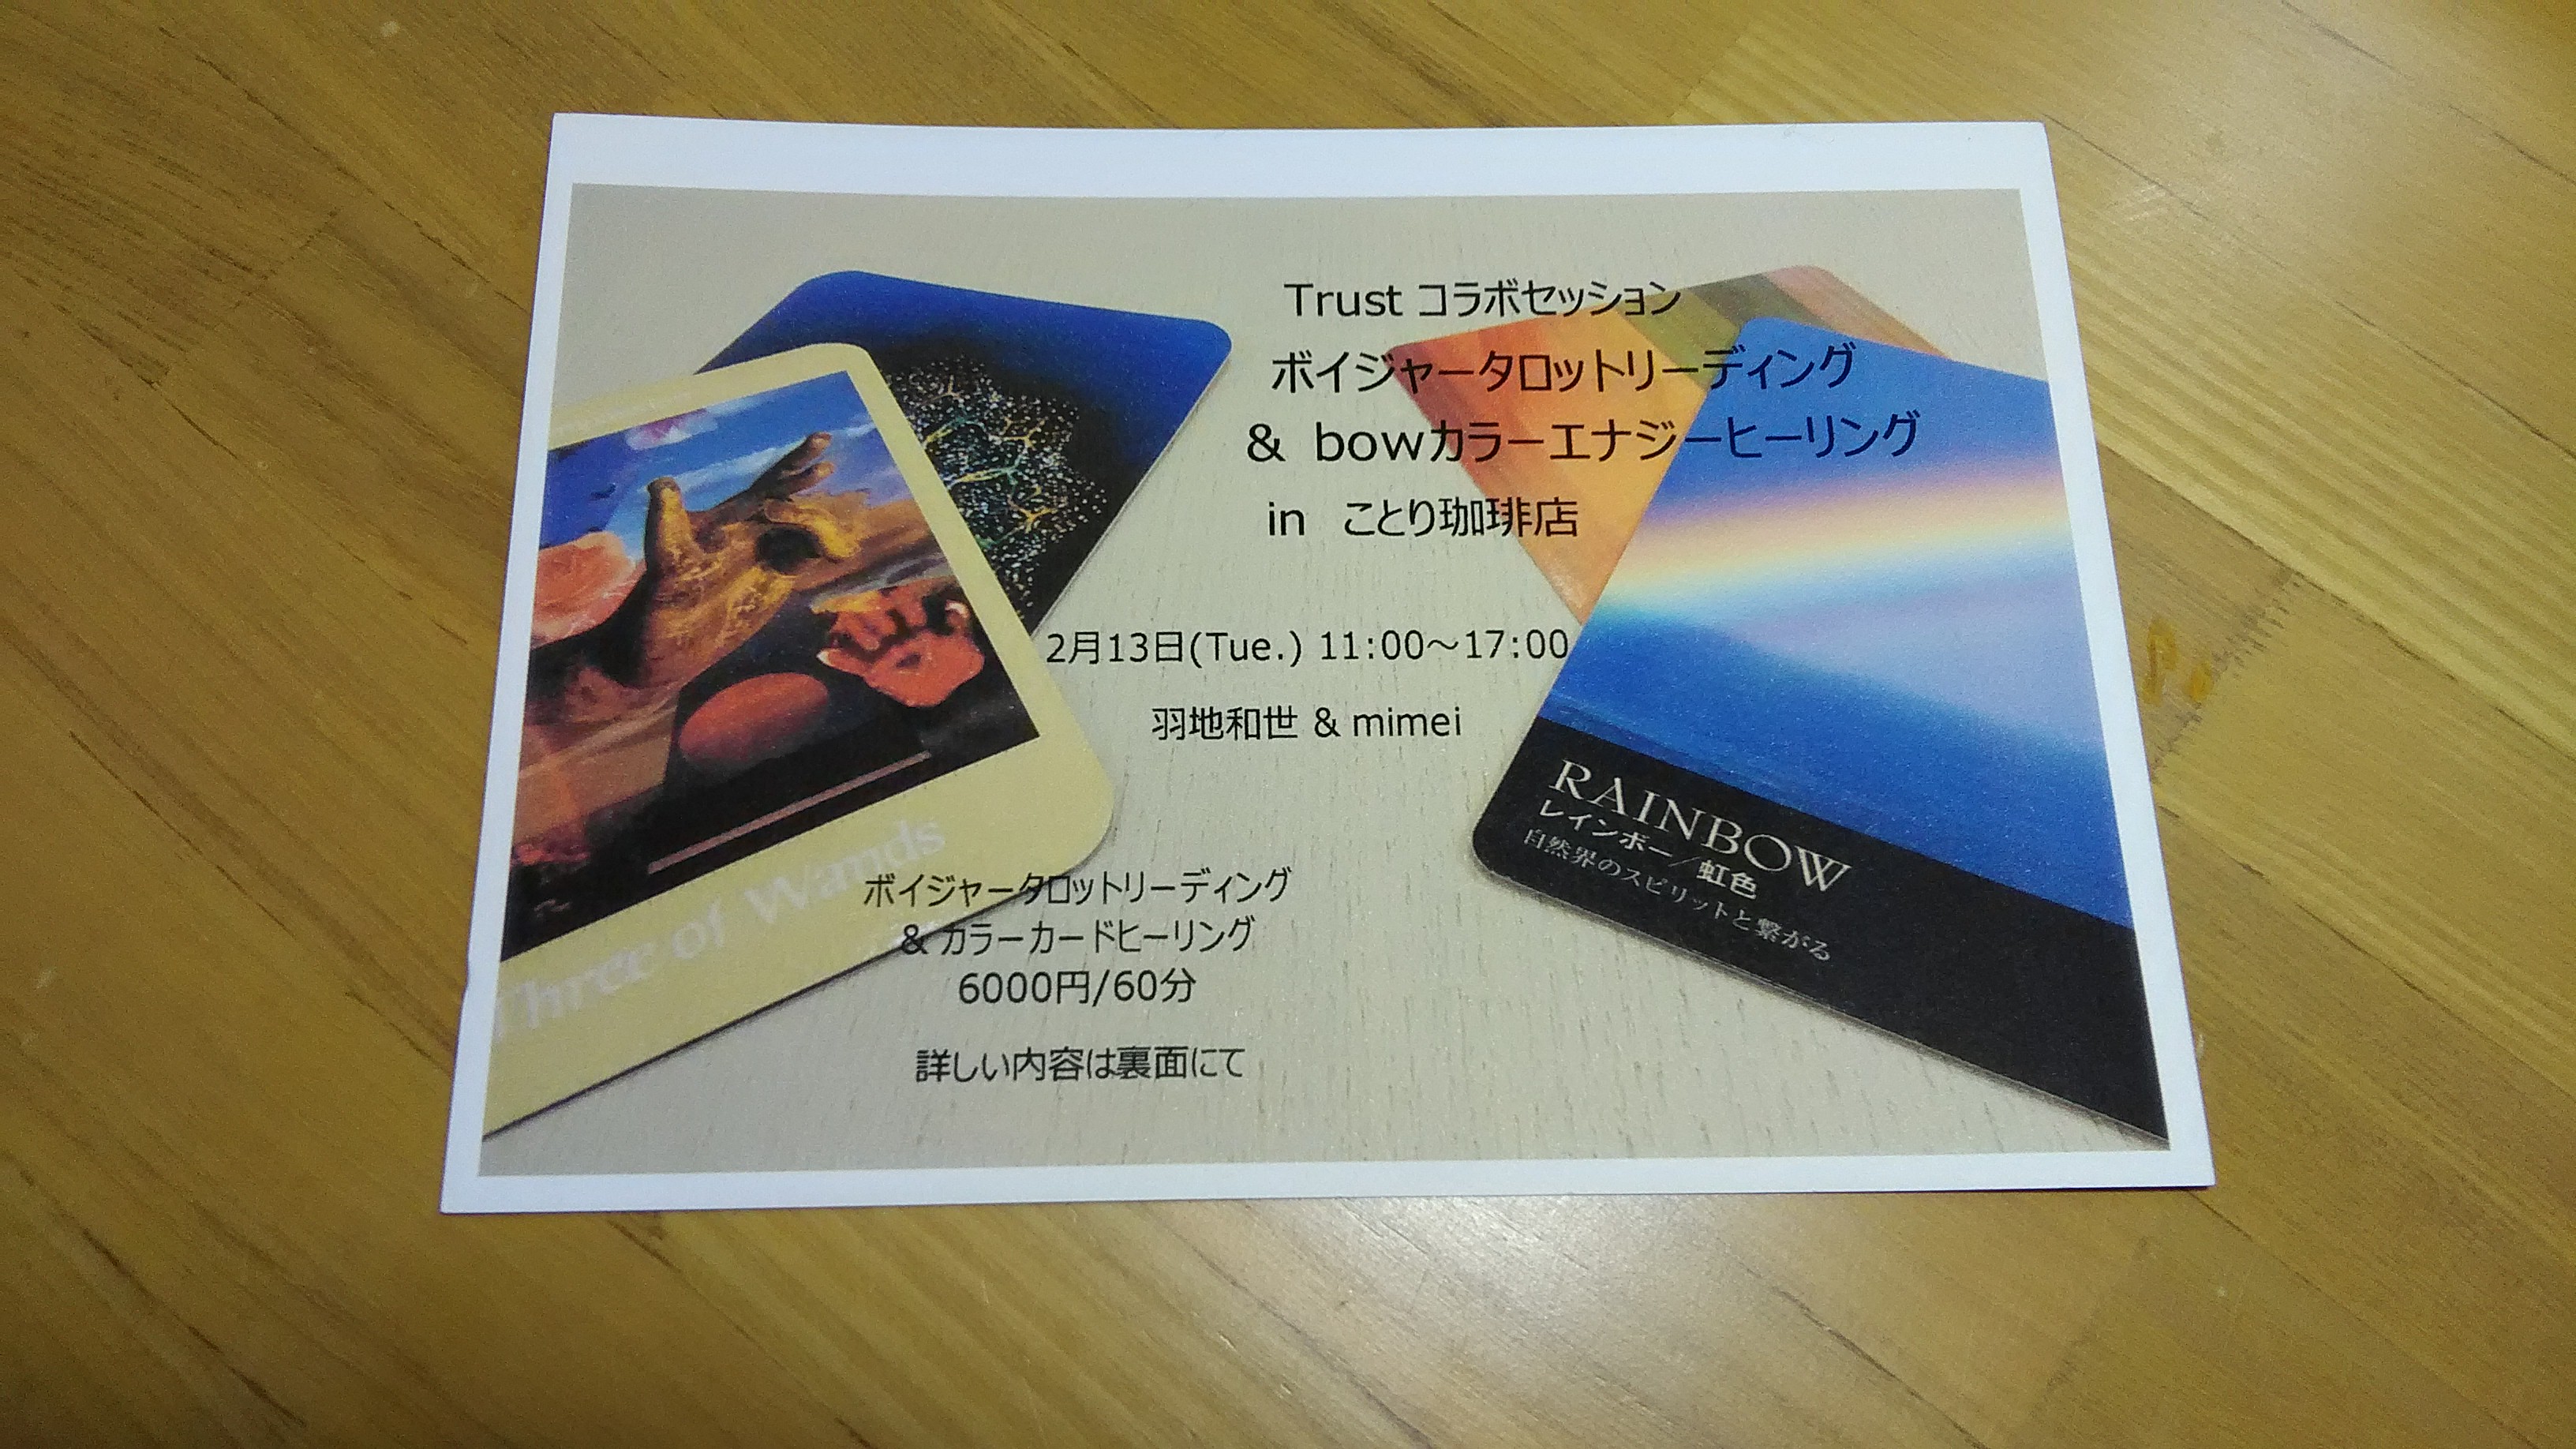 Trust コラボセッション
ボイジャータロットリーディング
& bowカラーエナジーヒーリング
in ことり珈琲店
2月13日(Tue.) 11:00～17:00
羽地和世 & mimei
RAINBOW
レインボー／虹色
自然界のスピリットと繋がる
Three of Wands
ボイジャータロットリーディング
& カラーカードヒーリング
6000円/60分
詳しい内容は裏面にて